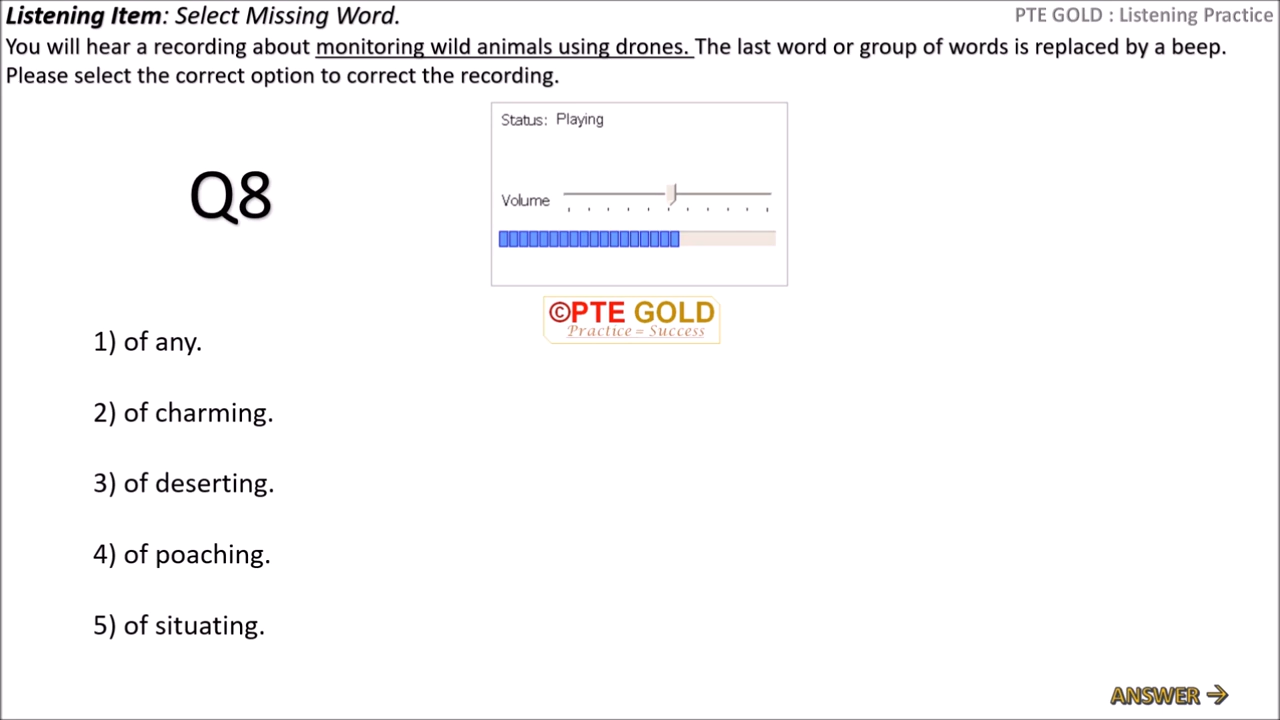 Listening Item: Select Missing Word.
PTE GOLD : Listening Practice
You will hear a recording about monitoring wild animals using drones. The last word or group of words is replaced by a beep.
Please select the correct option to correct the recording.
Status: Playing
Q8
Volume
©PTE GOLD
Practice = Success
1) of any.
2) of charming.
3) of deserting.
4) of poaching.
5) of situating.
ANSWER →